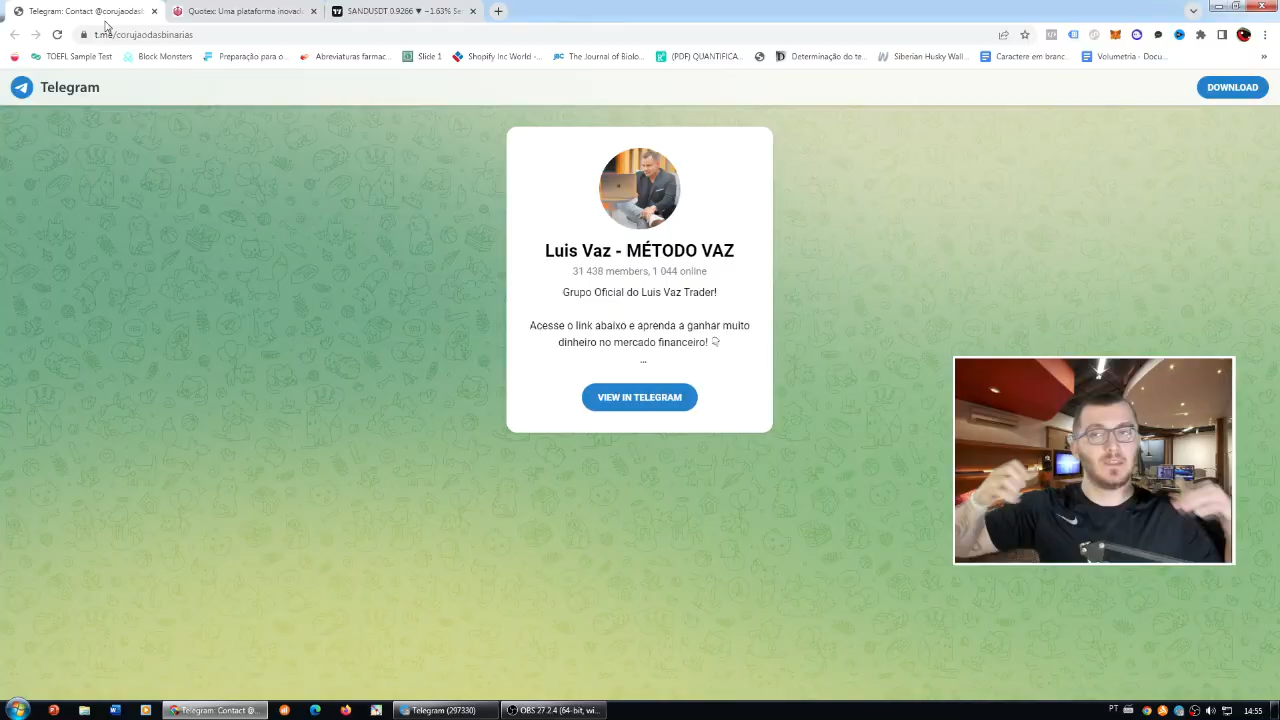 Telegram: Contact @corujaodasb
Quotex: Uma plataforma inovado
SANDUSDT 0.9266 ▼ −1.63% Se
t.me/corujaodasbinarias
TOEFL Sample Test
Block Monsters
Preparação para o...
Abreviaturas farmac...
Slide 1
Shopify Inc World -...
The Journal of Biolo...
(PDF) QUANTIFICA...
Determinação do te...
Siberian Husky Wall...
Caractere em branc...
Volumetria - Docu...
»
Telegram
DOWNLOAD
Luis Vaz - MÉTODO VAZ
31 438 members, 1 044 online
Grupo Oficial do Luis Vaz Trader!
Acesse o link abaixo e aprenda a ganhar muito
dinheiro no mercado financeiro! 👇
...
VIEW IN TELEGRAM
Telegram: Contact @...
Telegram (297330)
OBS 27.2.4 (64-bit, wi...
PT
14:55